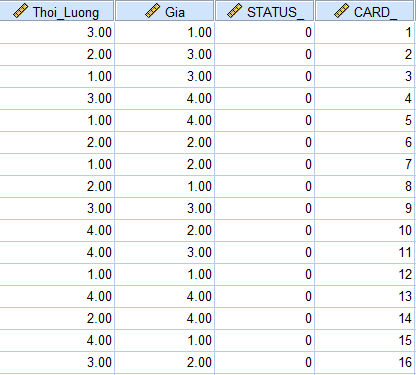 Thoi_Luong Gia STATUS_ CARD_
3.00 1.00 0 1
2.00 3.00 0 2
1.00 3.00 0 3
3.00 4.00 0 4
1.00 4.00 0 5
2.00 2.00 0 6
1.00 2.00 0 7
2.00 1.00 0 8
3.00 3.00 0 9
4.00 2.00 0 10
4.00 3.00 0 11
1.00 1.00 0 12
4.00 4.00 0 13
2.00 4.00 0 14
4.00 1.00 0 15
3.00 2.00 0 16